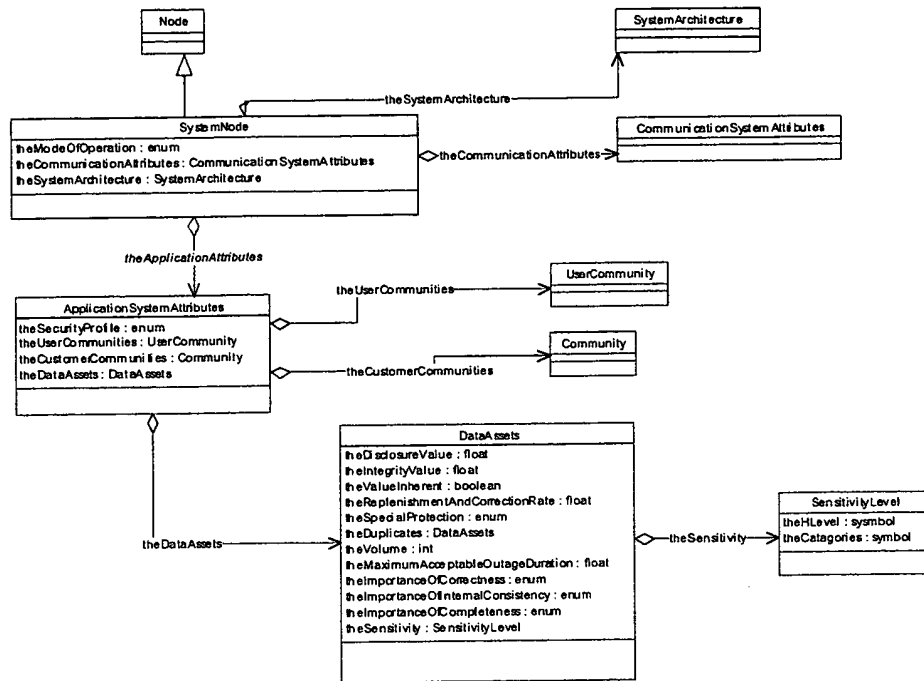 Node
SystemArchitecture
theSystemArchitecture
SystemNode
theModeOfOperation : enum
theCommunicationAttributes : CommunicationSystemAttributes
theSystemArchitecture : SystemArchitecture
CommunicationSystemAttributes
theCommunicationAttributes
theApplicationAttributes
UserCommunity
theUserCommunities
ApplicationSystemAttributes
theSecurityProfile : enum
theUserCommunities : UserCommunity
theCustomerCommunities : Community
theDataAssets : DataAssets
Community
theCustomerCommunities
DataAssets
theDisclosureValue : float
theIntegrityValue : float
theValueInherent : boolean
theReplenishmentAndCorrectionRate : float
theSpecialProtection : enum
theDuplicates : DataAssets
theVolume : int
theMaximumAcceptableOutageDuration : float
theImportanceOfCorrectness : enum
theImportanceOfInternalConsistency : enum
theImportanceOfCompleteness : enum
theSensitivity : SensitivityLevel
theDataAssets
theSensitivity
SensitivityLevel
theHLevel : sysmbol
theCatagories : symbol